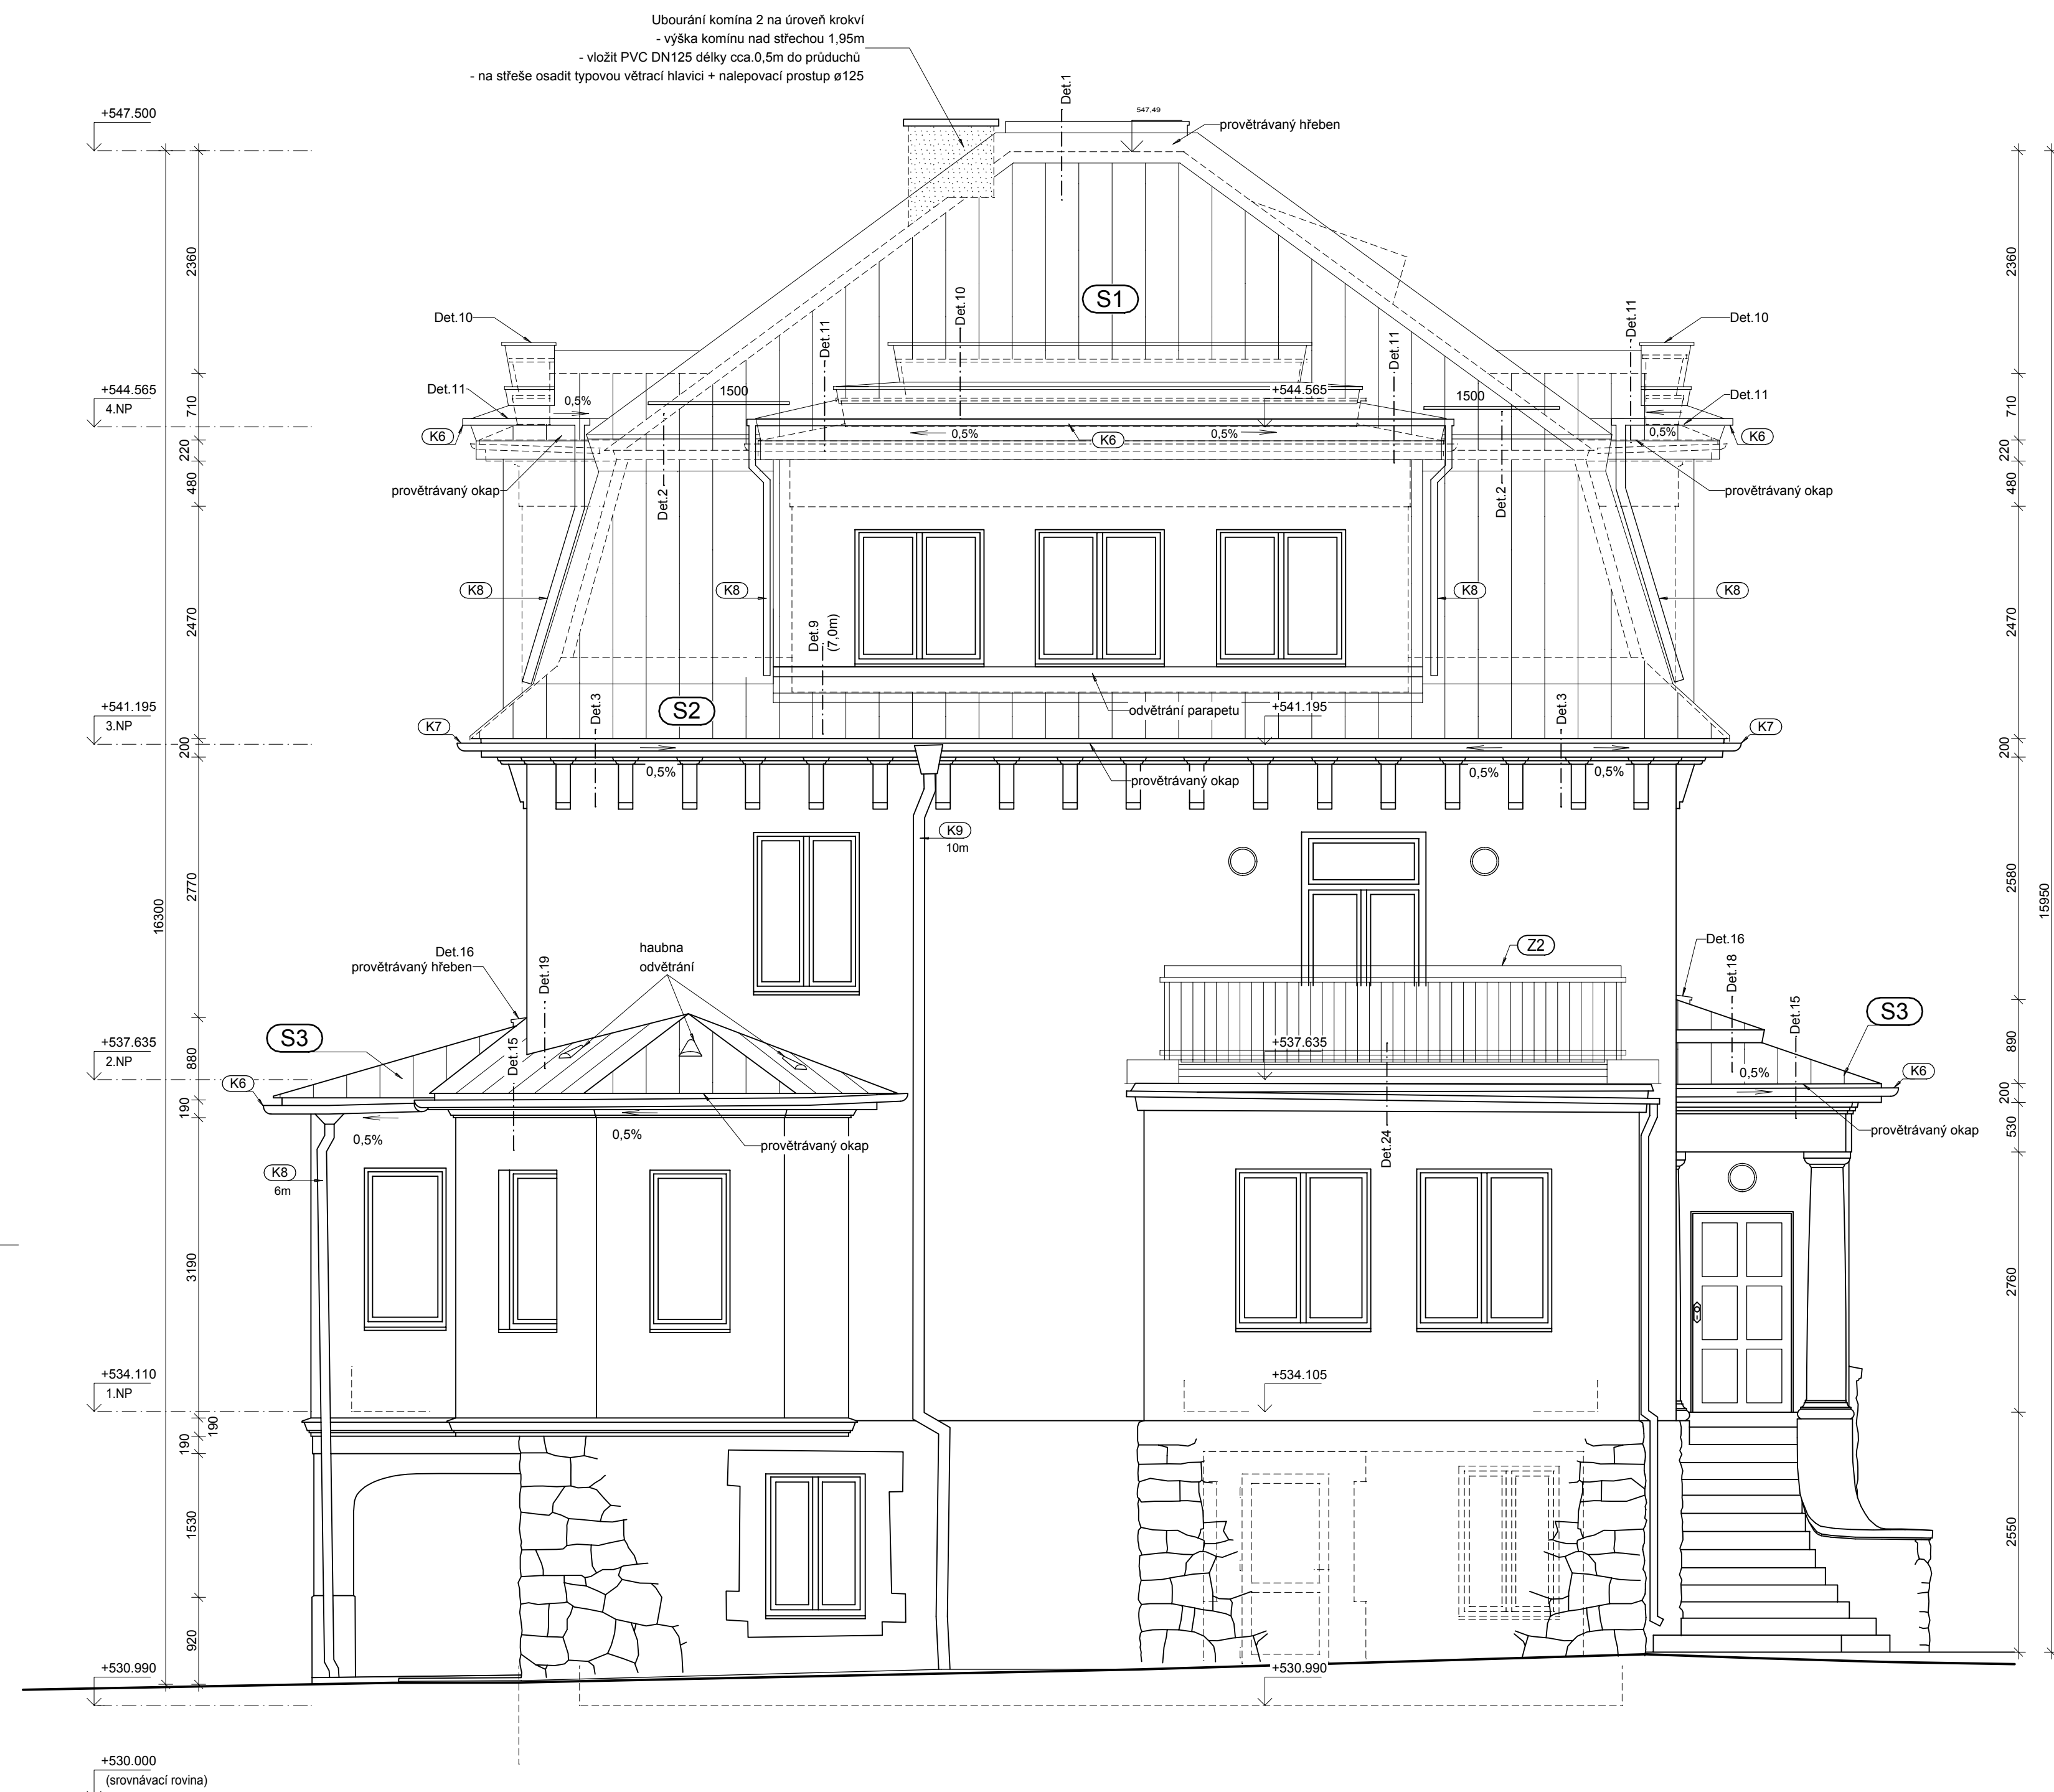 Ubourání komína 2 na úroveň krokví
- výška komínu nad střechou 1,95m
- vložit PVC DN125 délky cca.0,5m do průduchů
- na střeše osadit typovou větrací hlavici + nalepovací prostup ø125
Det.1
+547.500
547,49
provětrávaný hřeben
2360
2360
S1
Det.10
Det.10
Det.11
Det.11
Det.11
Det.10
+544.565
4.NP
Det.11
0,5%
1500
+544.565
1500
Det.11
710
710
K6
0,5%
K6
0,5%
0,5%
K6
220
220
480
480
provětrávaný okap
Det.2
Det.2
provětrávaný okap
K8
K8
K8
K8
2470
2470
Det.9
(7,0m)
S2
odvětrání parapetu
+541.195
3.NP
+541.195
Det.3
Det.3
K7
K7
200
200
0,5%
provětrávaný okap
0,5%
0,5%
K9
10m
2770
2580
16300
15950
Det.16
provětrávaný hřeben
Det.19
haubna
odvětrání
Z2
Det.16
Det.18
Det.15
S3
S3
Det.15
+537.635
2.NP
+537.635
880
890
0,5%
K6
K6
190
200
0,5%
0,5%
provětrávaný okap
Det.24
530
provětrávaný okap
K8
6m
3190
2760
+534.110
1.NP
+534.105
190
190
1530
2550
920
+530.990
+530.990
+530.000
(srovnávací rovina)